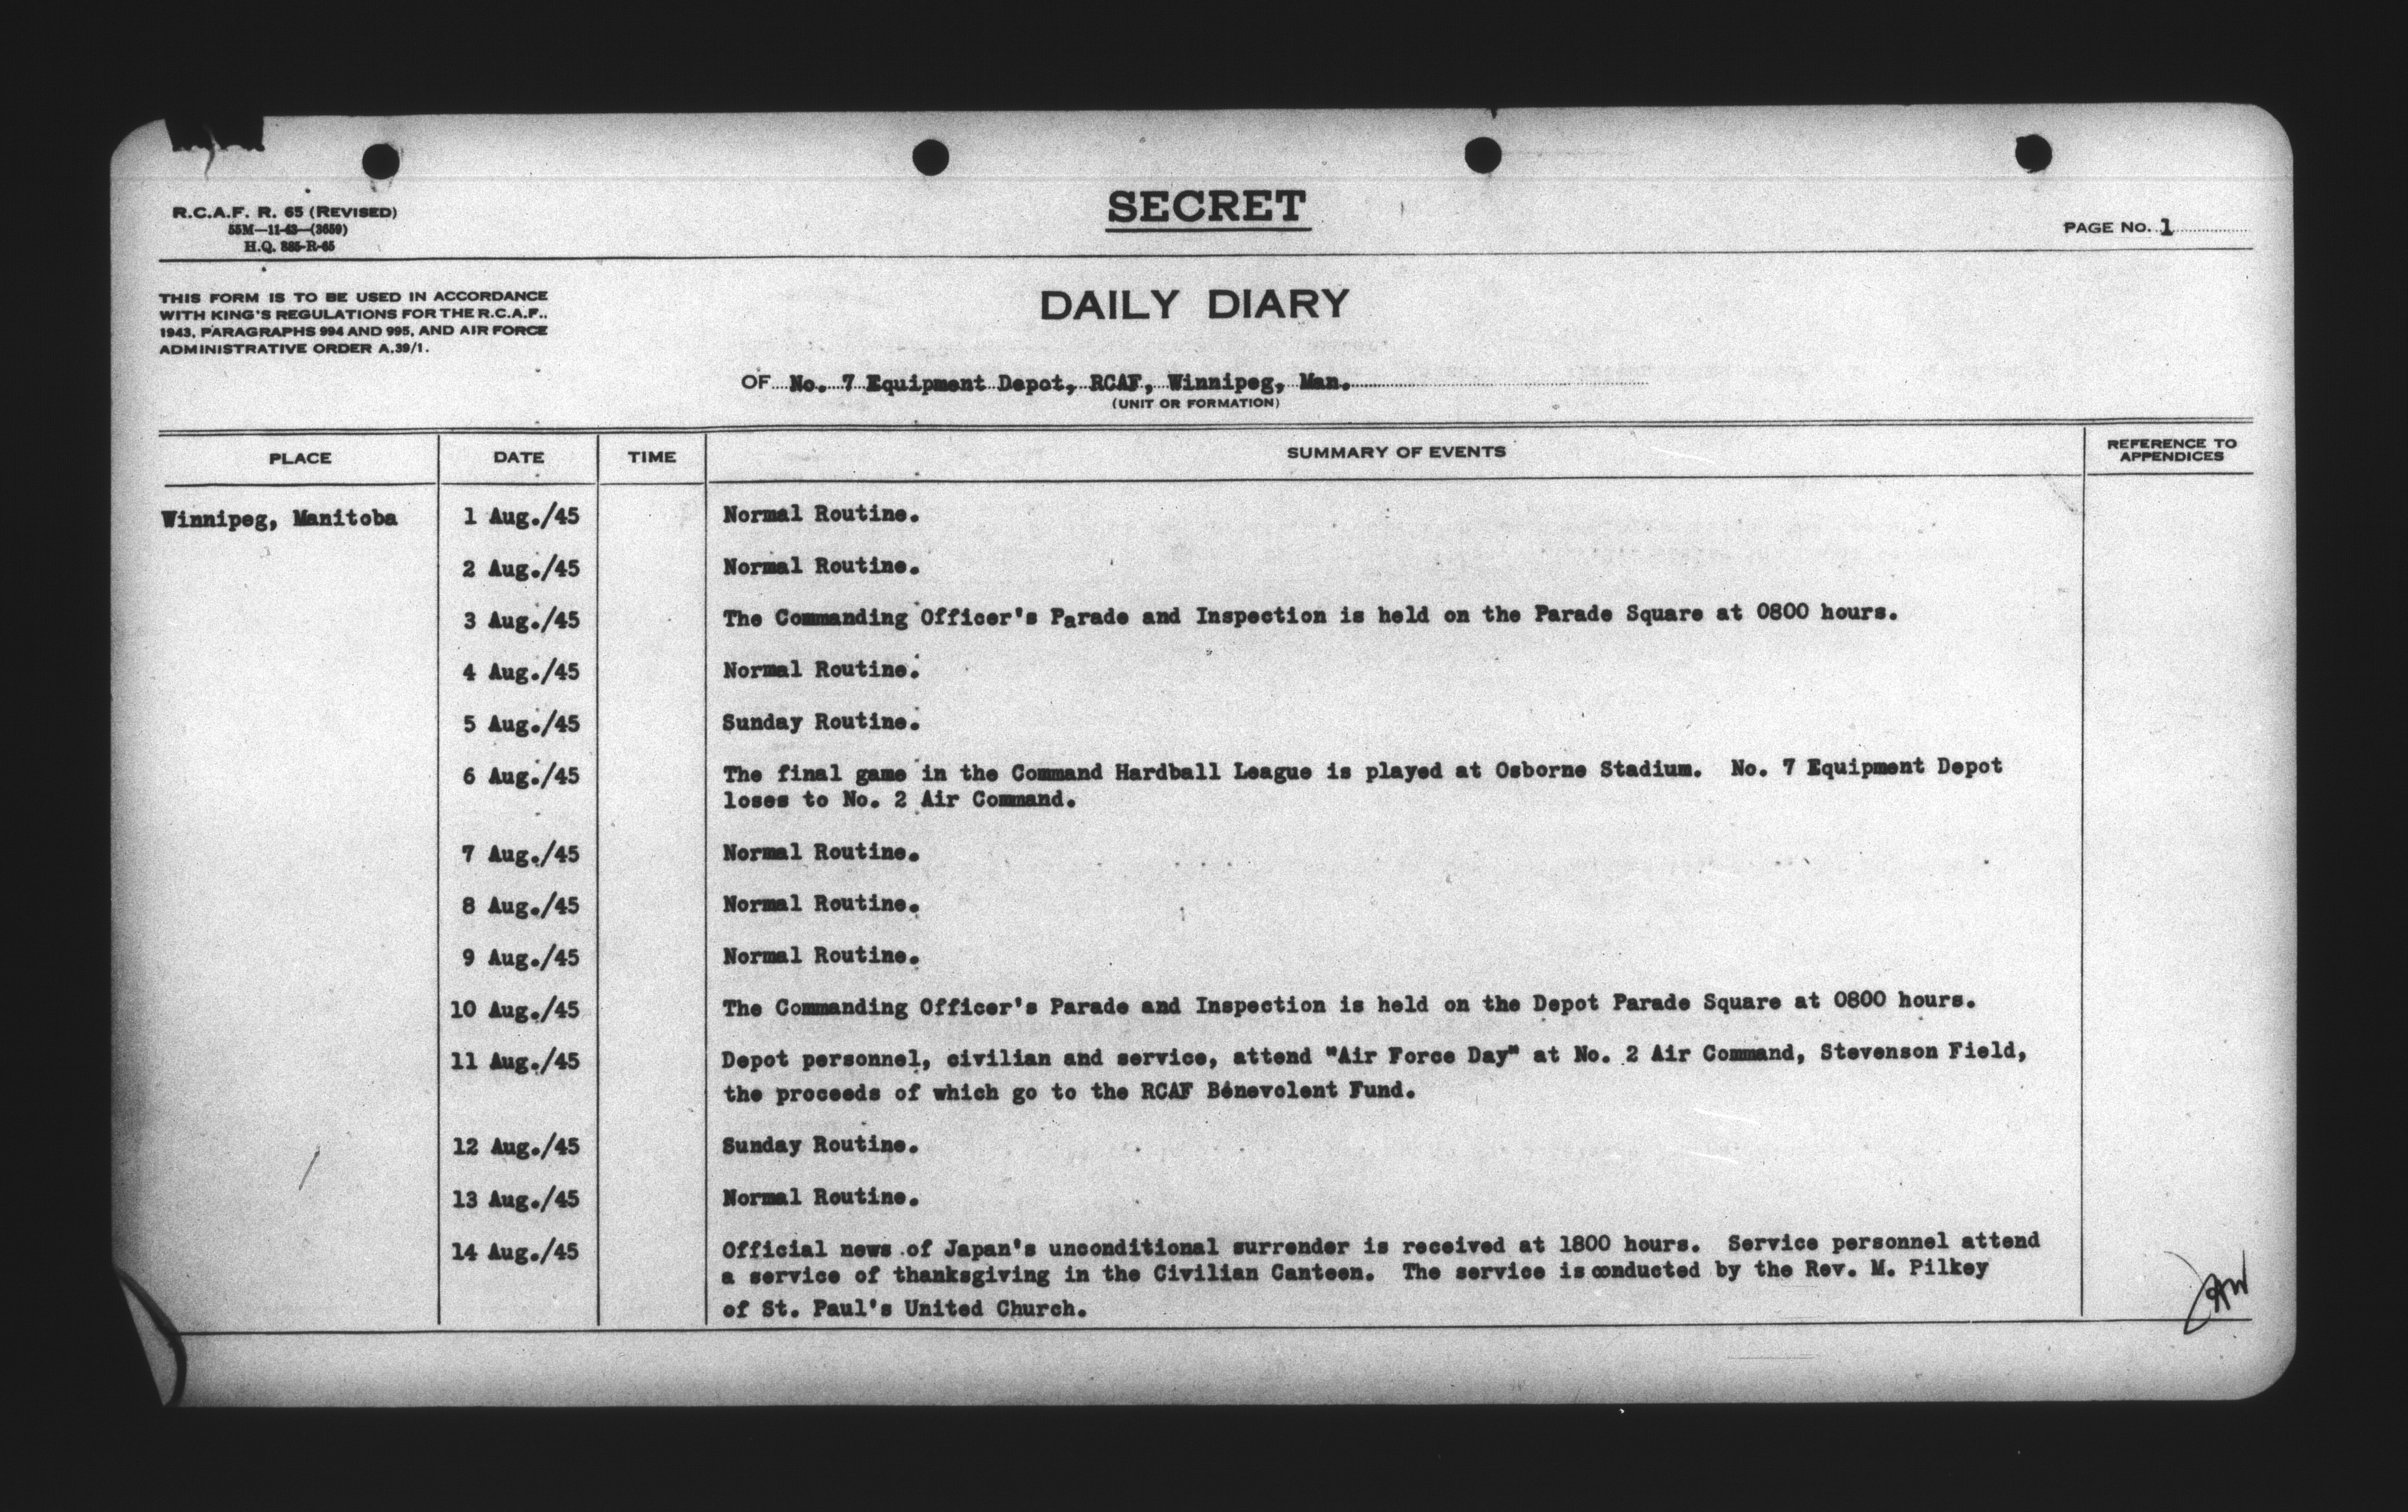 R.C.A.F. R. 65 (REVISED)
55M—11-43—(3659)
H.Q. 885-R-65
SECRET
PAGE NO. 1
THIS FORM IS TO BE USED IN ACCORDANCE
WITH KING'S REGULATIONS FOR THE R.C.A.F.,
1943, PARAGRAPHS 994 AND 995, AND AIR FORCE
ADMINISTRATIVE ORDER A.39/1.
DAILY DIARY
OF No. 7 Equipment Depot, RCAF, Winnipeg, Man.
(UNIT OR FORMATION)
PLACE DATE TIME SUMMARY OF EVENTS REFERENCE TO APPENDICES
Winnipeg, Manitoba 1 Aug./45 Normal Routine.
2 Aug./45 Normal Routine.
3 Aug./45 The Commanding Officer's Parade and Inspection is held on the Parade Square at 0800 hours.
4 Aug./45 Normal Routine.
5 Aug./45 Sunday Routine.
6 Aug./45 The final game in the Command Hardball League is played at Osborne Stadium. No. 7 Equipment Depot
loses to No. 2 Air Command.
7 Aug./45 Normal Routine.
8 Aug./45 Normal Routine.
9 Aug./45 Normal Routine.
10 Aug./45 The Commanding Officer's Parade and Inspection is held on the Depot Parade Square at 0800 hours.
11 Aug./45 Depot personnel, civilian and service, attend "Air Force Day" at No. 2 Air Command, Stevenson Field,
the proceeds of which go to the RCAF Benevolent Fund.
12 Aug./45 Sunday Routine.
13 Aug./45 Normal Routine.
14 Aug./45 Official news of Japan's unconditional surrender is received at 1800 hours. Service personnel attend
a service of thanksgiving in the Civilian Canteen. The service is conducted by the Rev. M. Pilkey
of St. Paul's United Church.